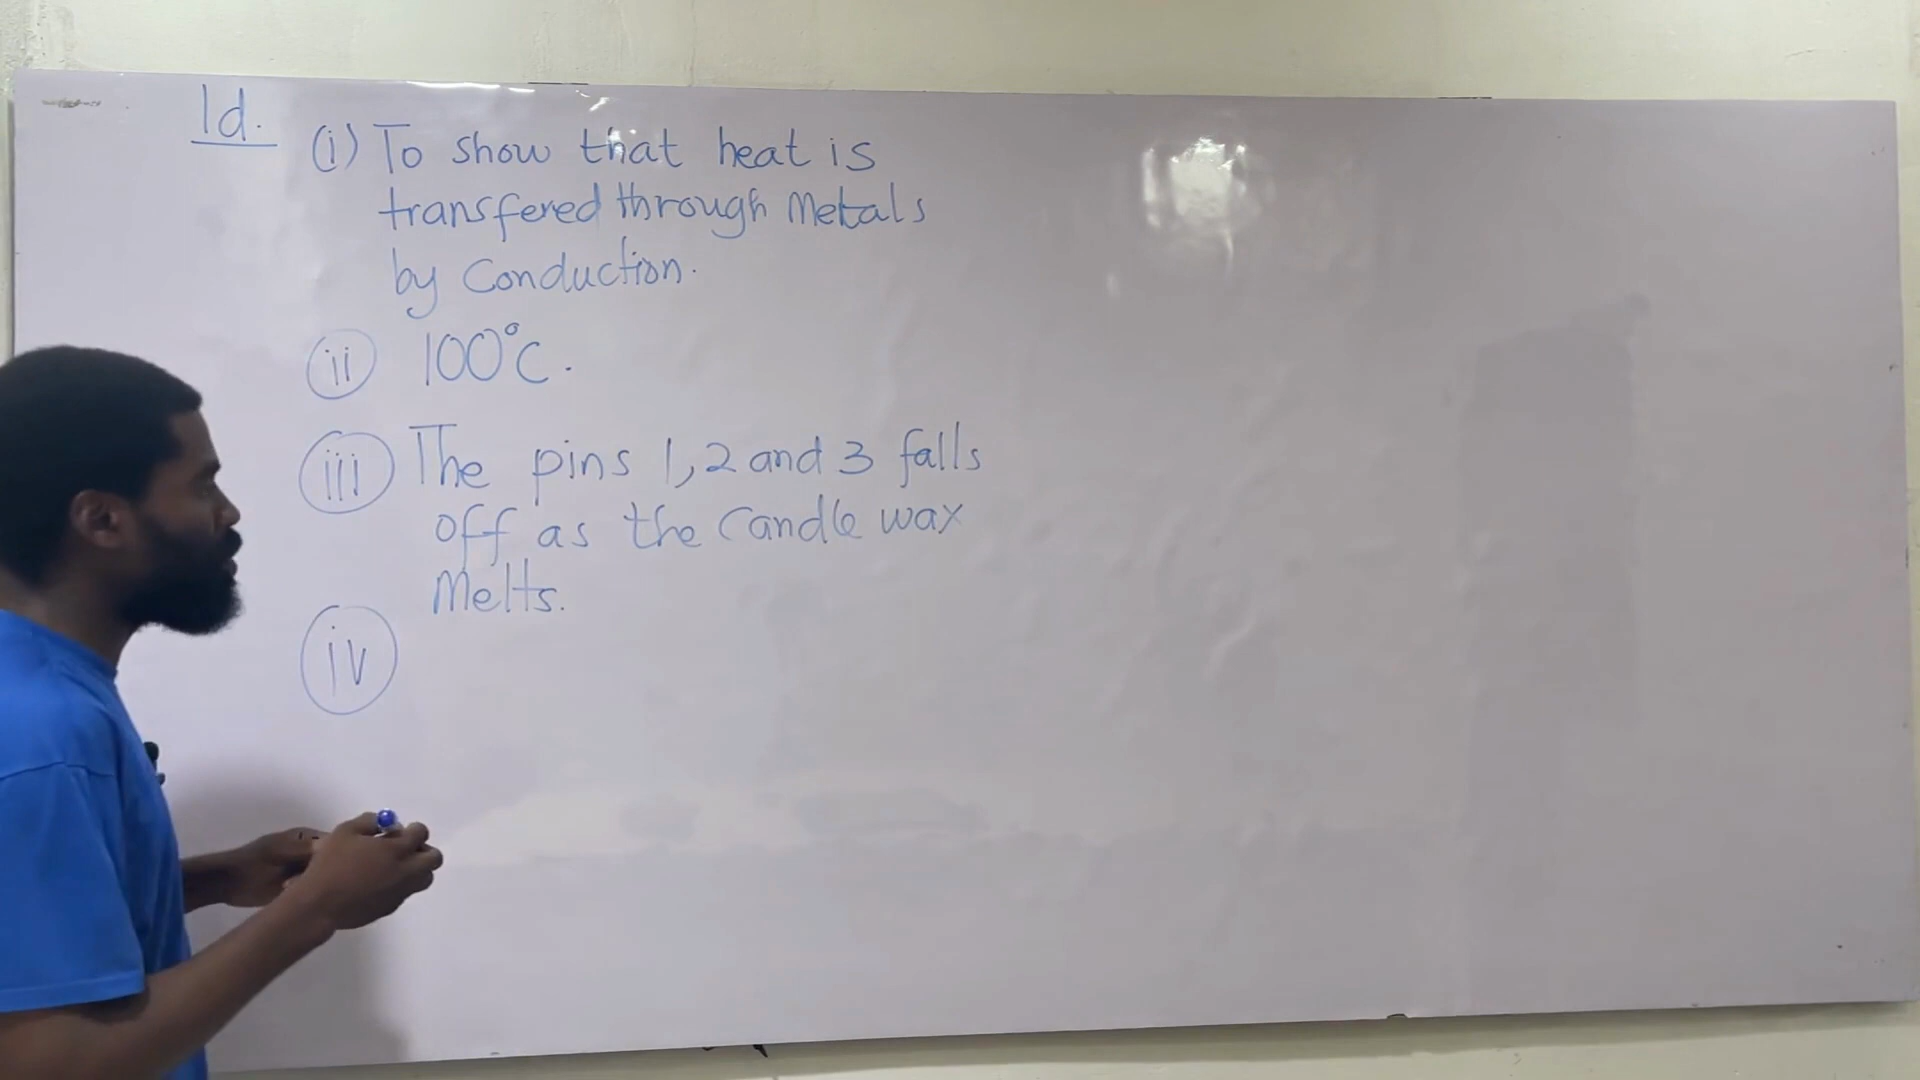 1d.
(i) To show that heat is
transfered through Metals
by Conduction.
ii 100°C.
iii The pins 1, 2 and 3 falls
off as the Candle wax
Melts.
iv